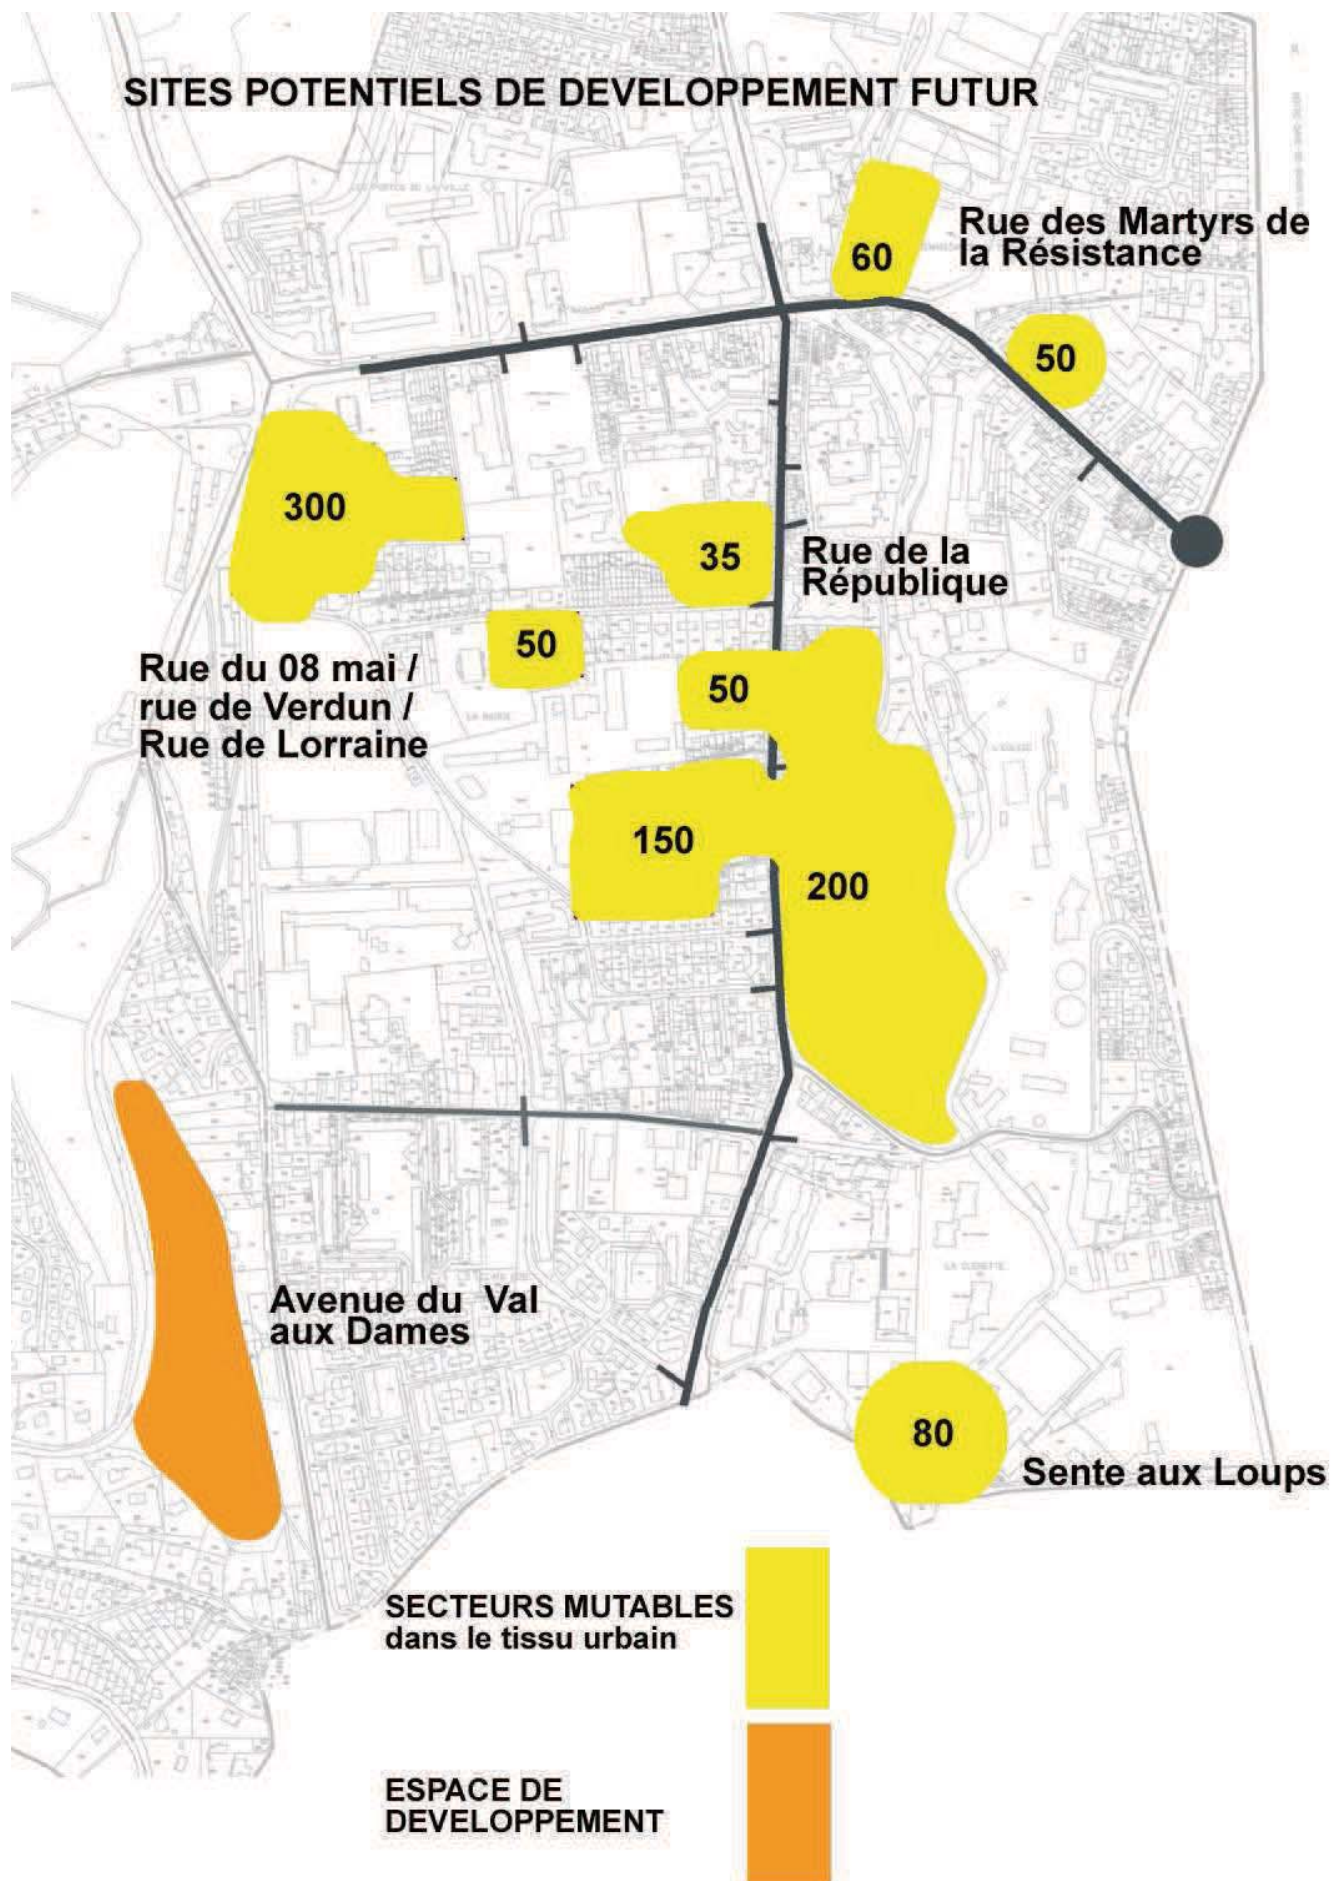 SITES POTENTIELS DE DEVELOPPEMENT FUTUR
Rue des Martyrs de
la Résistance
60
50
300
35
Rue de la
République
50
50
Rue du 08 mai /
rue de Verdun /
Rue de Lorraine
150
200
Avenue du Val
aux Dames
80
Sente aux Loups
SECTEURS MUTABLES
dans le tissu urbain
ESPACE DE
DEVELOPPEMENT